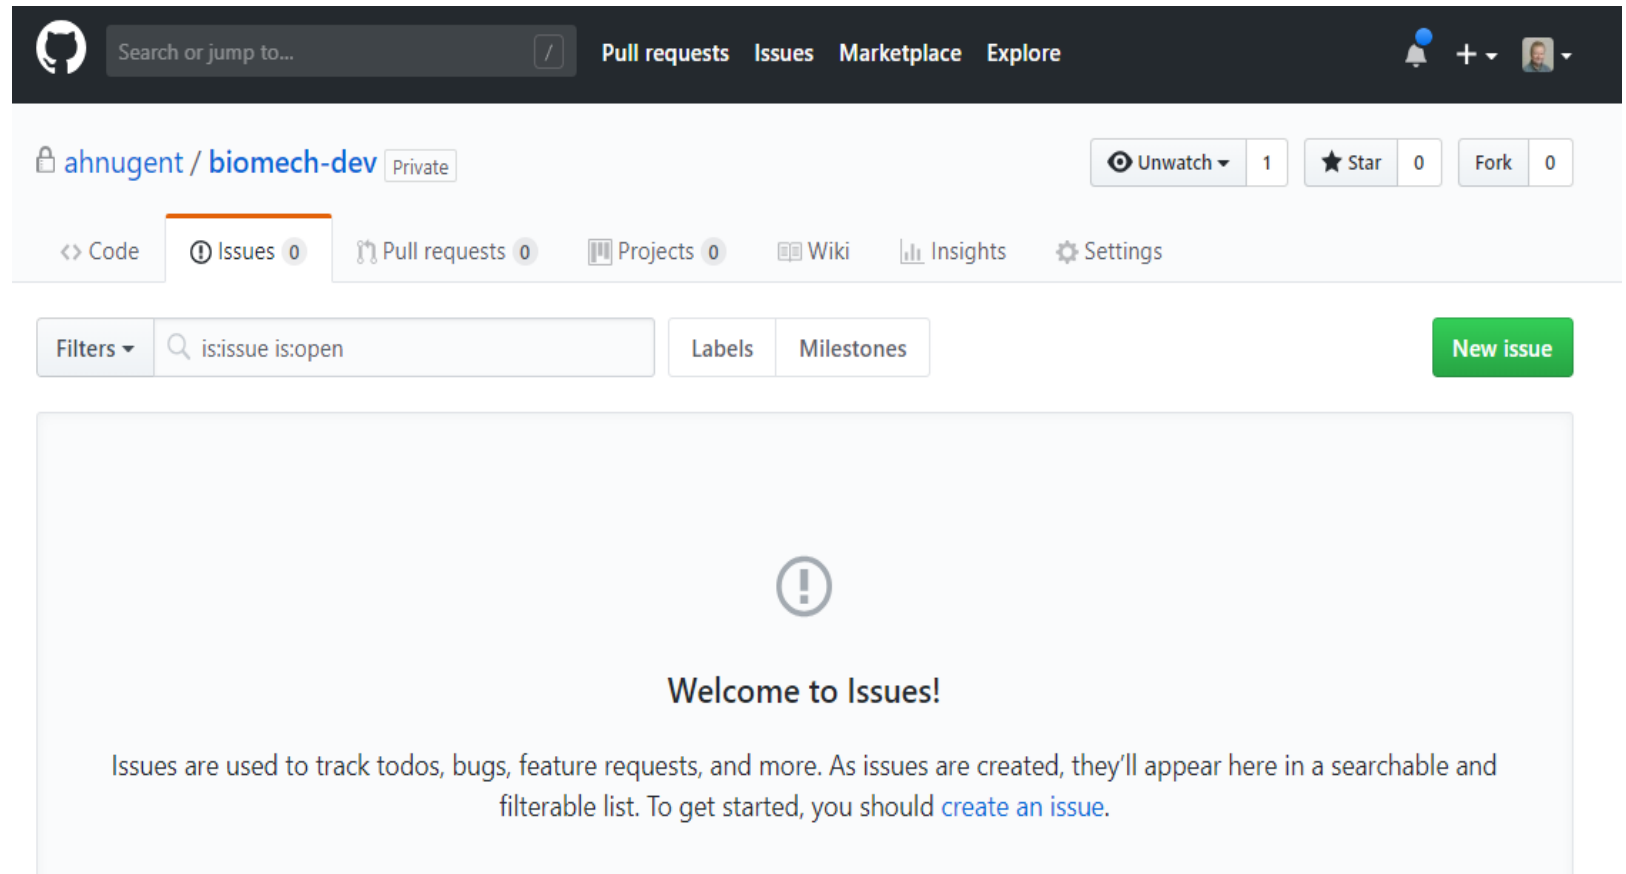 Search or jump to... / Pull requests Issues Marketplace Explore
ahnugent / biomech-dev Private Unwatch 1 Star 0 Fork 0
Code Issues 0 Pull requests 0 Projects 0 Wiki Insights Settings
Filters is:issue is:open Labels Milestones New issue
Welcome to Issues!
Issues are used to track todos, bugs, feature requests, and more. As issues are created, they’ll appear here in a searchable and
filterable list. To get started, you should create an issue.